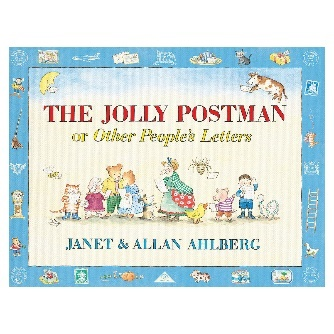 THE JOLLY POSTMAN
or Other People's Letters
JANET & ALLAN AHLBERG